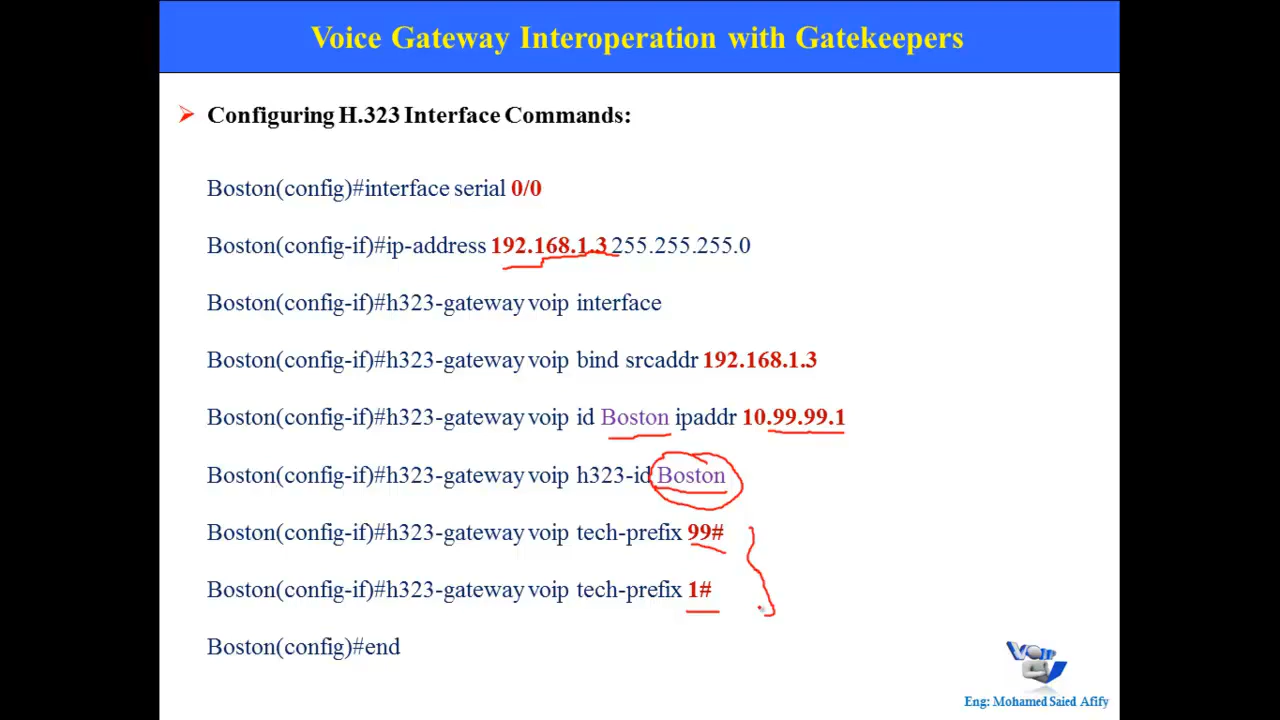 Voice Gateway Interoperation with Gatekeepers
Configuring H.323 Interface Commands:
Boston(config)#interface serial 0/0
Boston(config-if)#ip-address 192.168.1.3 255.255.255.0
Boston(config-if)#h323-gateway voip interface
Boston(config-if)#h323-gateway voip bind srcaddr 192.168.1.3
Boston(config-if)#h323-gateway voip id Boston ipaddr 10.99.99.1
Boston(config-if)#h323-gateway voip h323-id Boston
Boston(config-if)#h323-gateway voip tech-prefix 99#
Boston(config-if)#h323-gateway voip tech-prefix 1#
Boston(config)#end
VOIP
Eng: Mohamed Saied Afify